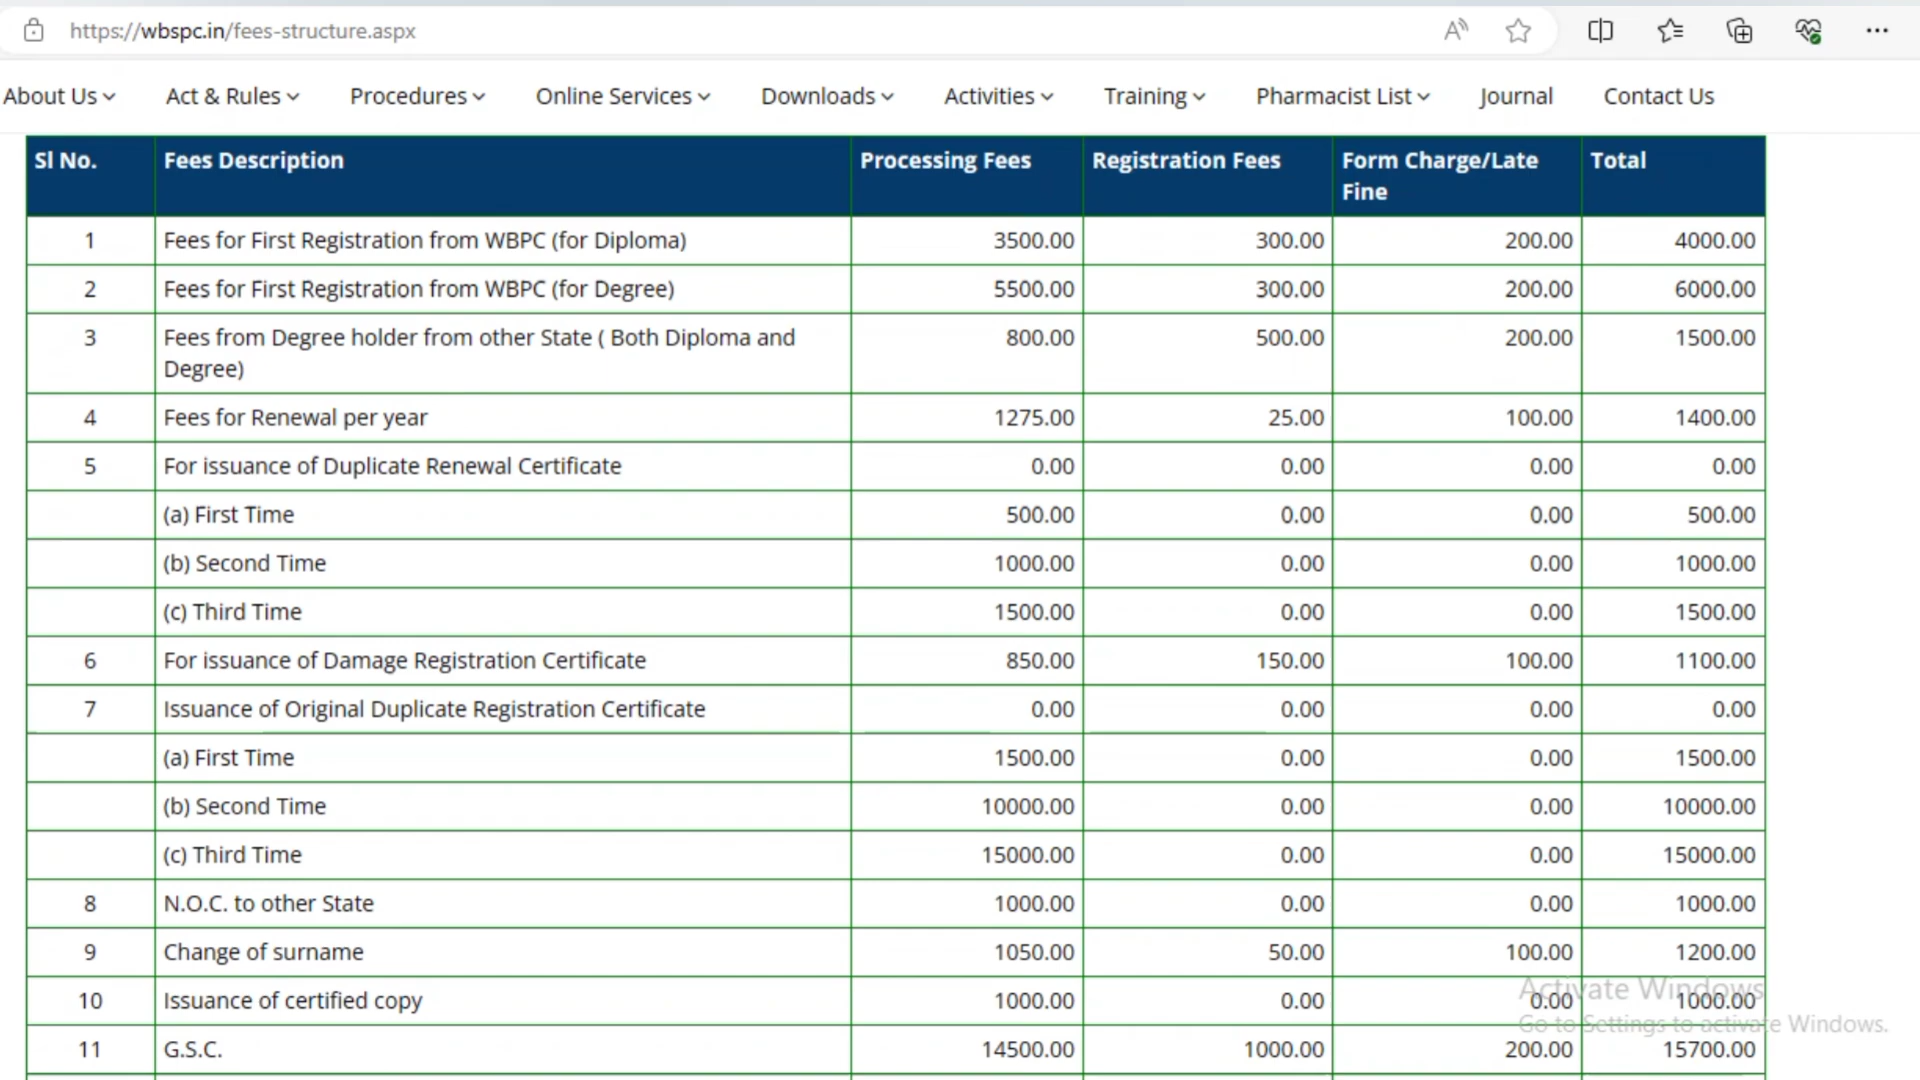 https://wbspc.in/fees-structure.aspx
About Us Act & Rules Procedures Online Services Downloads Activities Training Pharmacist List Journal Contact Us
Sl No. Fees Description Processing Fees Registration Fees Form Charge/Late Fine Total
1 Fees for First Registration from WBPC (for Diploma) 3500.00 300.00 200.00 4000.00
2 Fees for First Registration from WBPC (for Degree) 5500.00 300.00 200.00 6000.00
3 Fees from Degree holder from other State ( Both Diploma and Degree) 800.00 500.00 200.00 1500.00
4 Fees for Renewal per year 1275.00 25.00 100.00 1400.00
5 For issuance of Duplicate Renewal Certificate 0.00 0.00 0.00 0.00
(a) First Time 500.00 0.00 0.00 500.00
(b) Second Time 1000.00 0.00 0.00 1000.00
(c) Third Time 1500.00 0.00 0.00 1500.00
6 For issuance of Damage Registration Certificate 850.00 150.00 100.00 1100.00
7 Issuance of Original Duplicate Registration Certificate 0.00 0.00 0.00 0.00
(a) First Time 1500.00 0.00 0.00 1500.00
(b) Second Time 10000.00 0.00 0.00 10000.00
(c) Third Time 15000.00 0.00 0.00 15000.00
8 N.O.C. to other State 1000.00 0.00 0.00 1000.00
9 Change of surname 1050.00 50.00 100.00 1200.00
10 Issuance of certified copy 1000.00 0.00 0.00 1000.00
11 G.S.C. 14500.00 1000.00 200.00 15700.00
Activate Windows
Go to Settings to activate Windows.